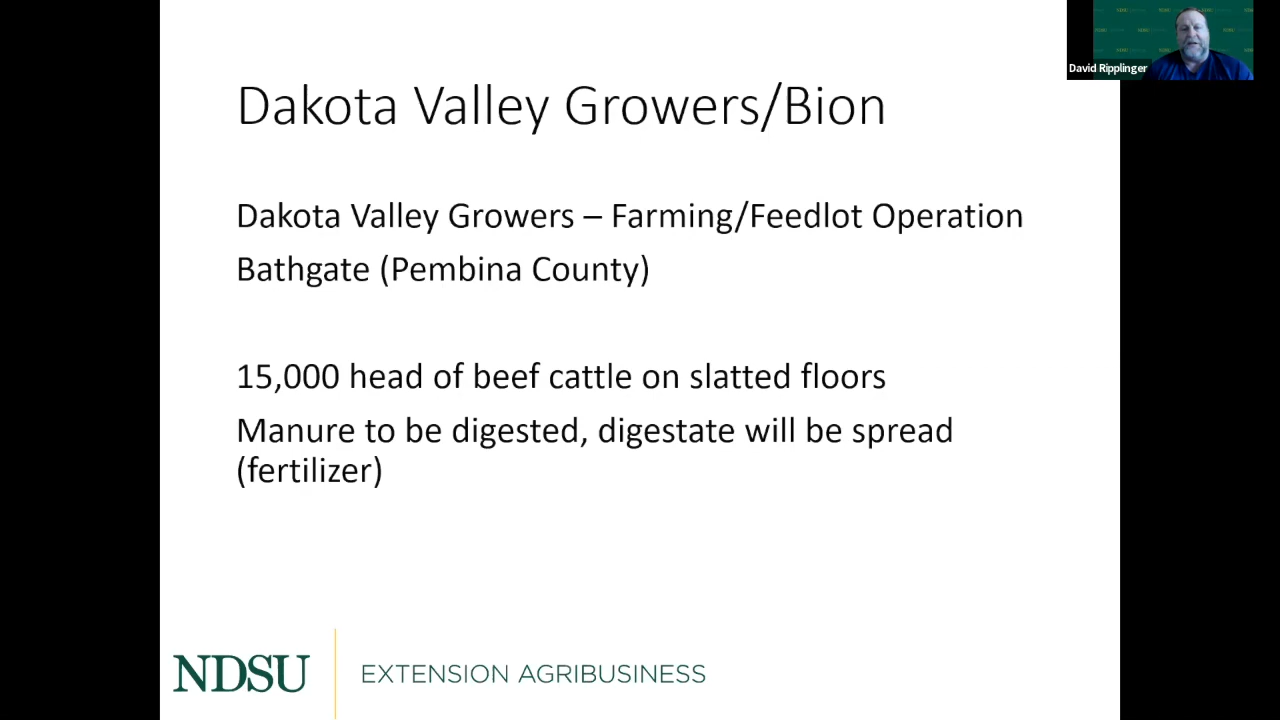 David Ripplinger
Dakota Valley Growers/Bion
Dakota Valley Growers – Farming/Feedlot Operation
Bathgate (Pembina County)
15,000 head of beef cattle on slatted floors
Manure to be digested, digestate will be spread
(fertilizer)
NDSU
EXTENSION AGRIBUSINESS